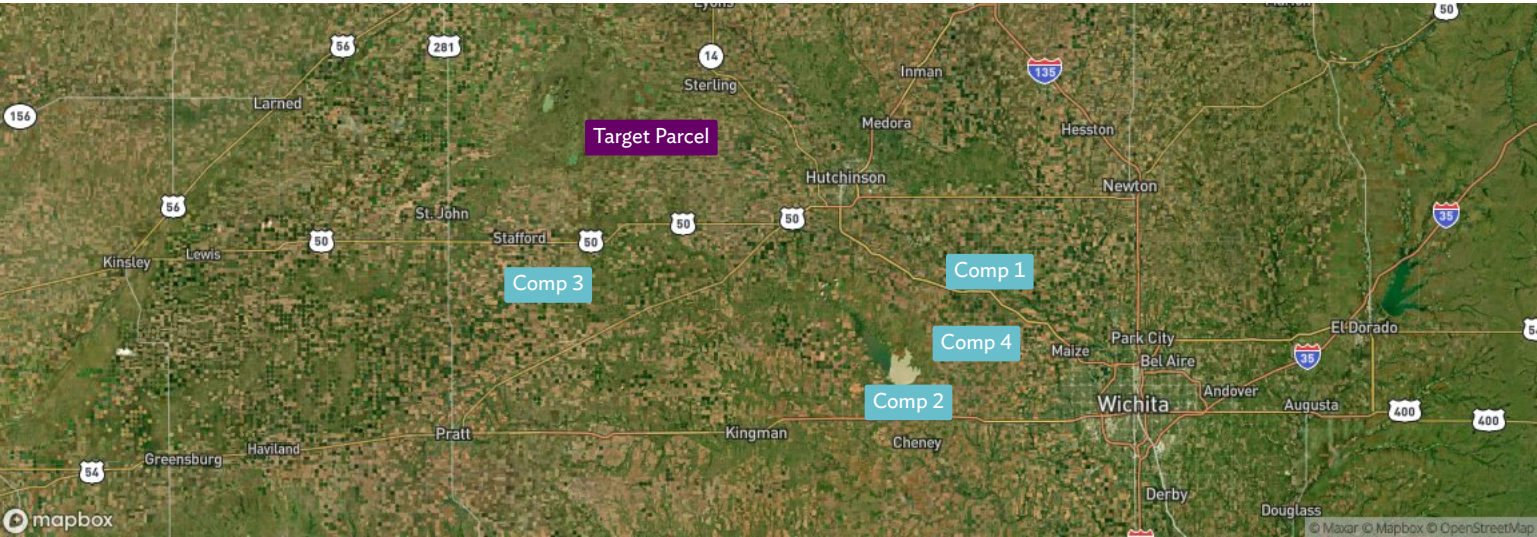 Lyons
50
56
281
14
Inman
135
Sterling
Larned
156
Medora
Hesston
Target Parcel
Hutchinson
Newton
56
St. John
50
50
35
Stafford
50
50
Lewis
Kinsley
Comp 1
Comp 3
El Dorado
Park City
Comp 4
Maize
35
Bel Aire
Andover
Comp 2
Wichita
Augusta
400
400
Pratt
Kingman
Cheney
Haviland
Greensburg
54
Derby
Douglass
mapbox
© Maxar © Mapbox © OpenStreetMap